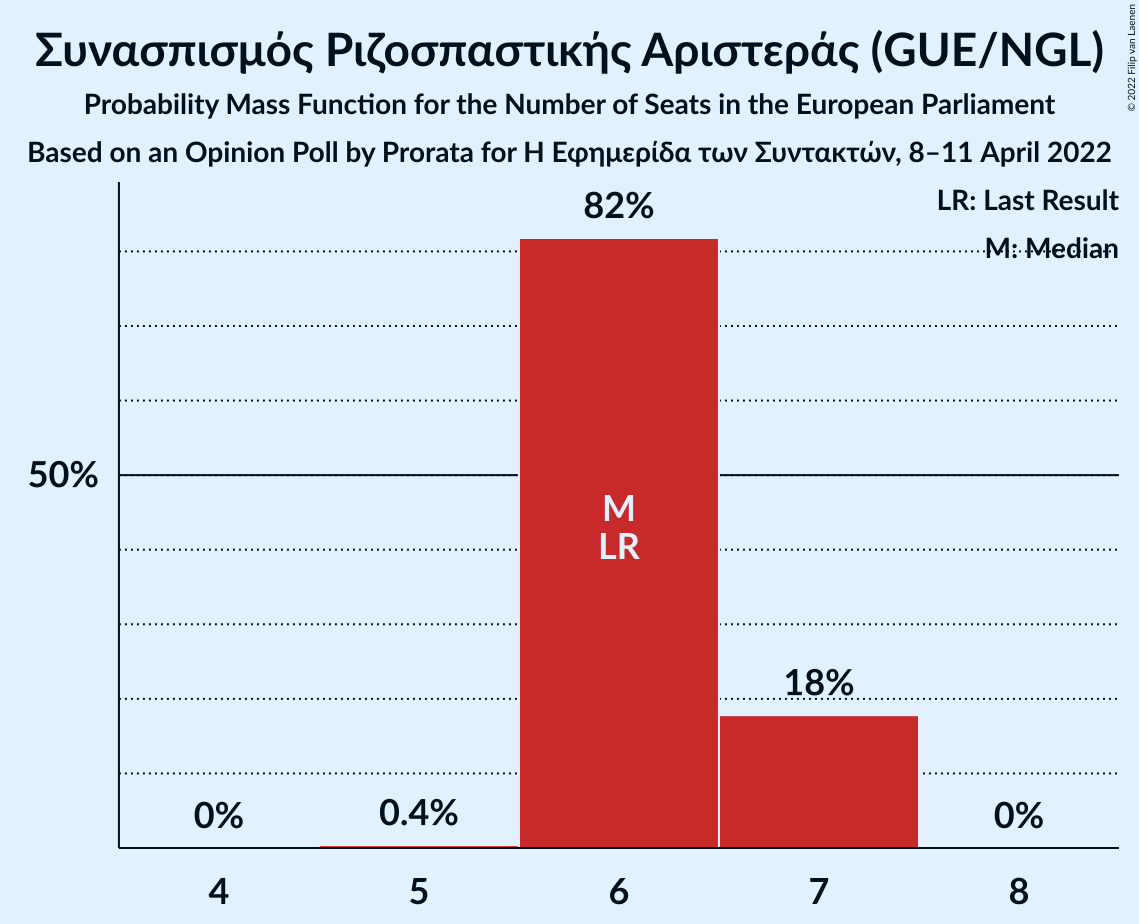 Συνασπισμός Ριζοσπαστικής Αριστεράς (GUE/NGL)
Probability Mass Function for the Number of Seats in the European Parliament
Based on an Opinion Poll by Prorata for Η Εφημερίδα των Συντακτών, 8–11 April 2022
© 2022 Filip van Laenen
LR: Last Result
M: Median
82%
50%
M
LR
18%
0%
0.4%
0%
4 5 6 7 8